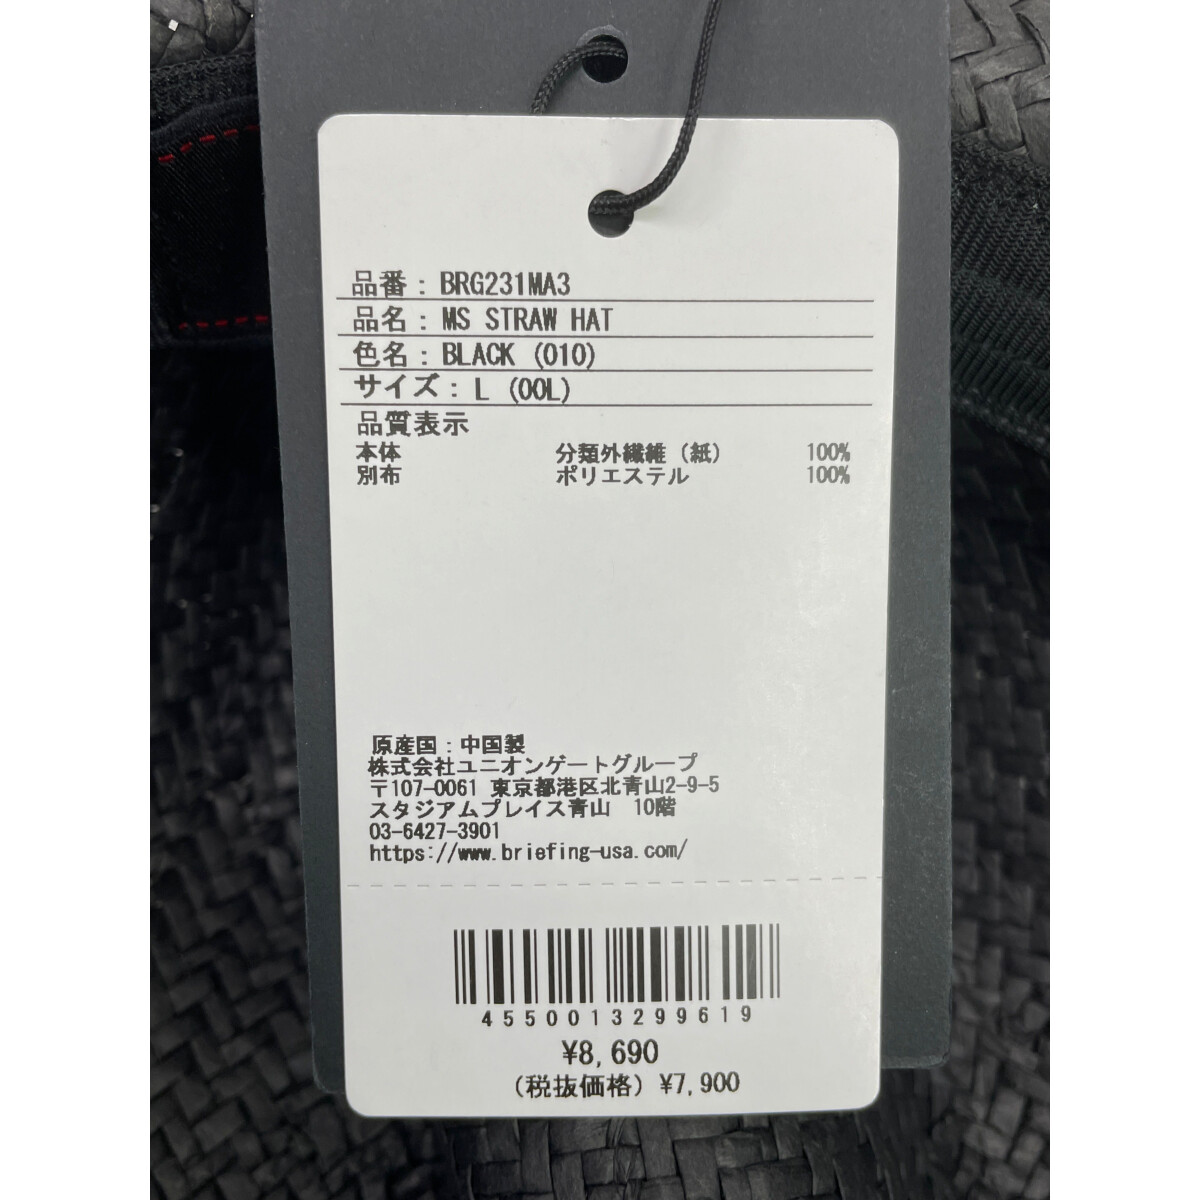 品番: BRG231MA3
品名: MS STRAW HAT
色名: BLACK (010)
サイズ: L (00L)
品質表示
本体 分類外繊維（紙） 100%
別布 ポリエステル 100%
原産国：中国製
株式会社ユニオンゲートグループ
〒107-0061 東京都港区北青山2-9-5
スタジアムプレイス青山 10階
03-6427-3901
https://www.briefing-usa.com/
4550013299619
¥8,690
（税抜価格）¥7,900